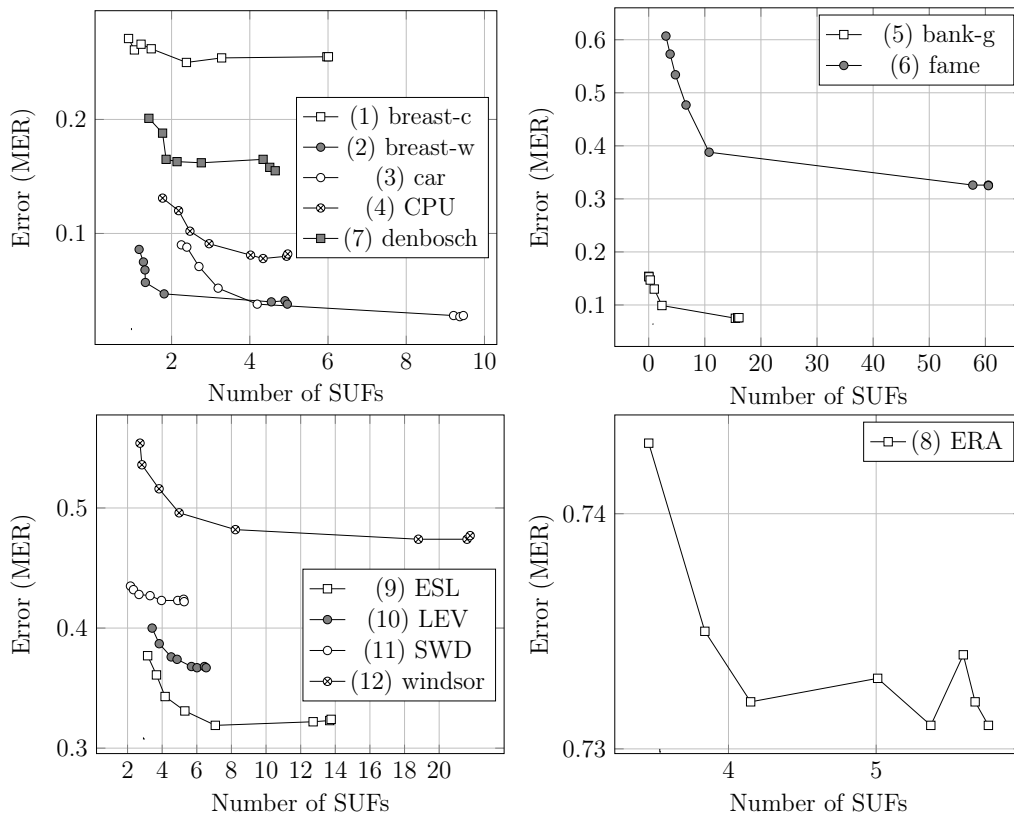 0.2
0.1
Error (MER)
2
4
6
8
10
Number of SUFs
(1) breast-c
(2) breast-w
(3) car
(4) CPU
(7) denbosch
0.6
0.5
0.4
0.3
0.2
0.1
Error (MER)
0
10
20
30
40
50
60
Number of SUFs
(5) bank-g
(6) fame
0.5
0.4
0.3
Error (MER)
2
4
6
8
10
12
14
16
18
20
Number of SUFs
(9) ESL
(10) LEV
(11) SWD
(12) windsor
0.74
0.73
Error (MER)
4
5
Number of SUFs
(8) ERA